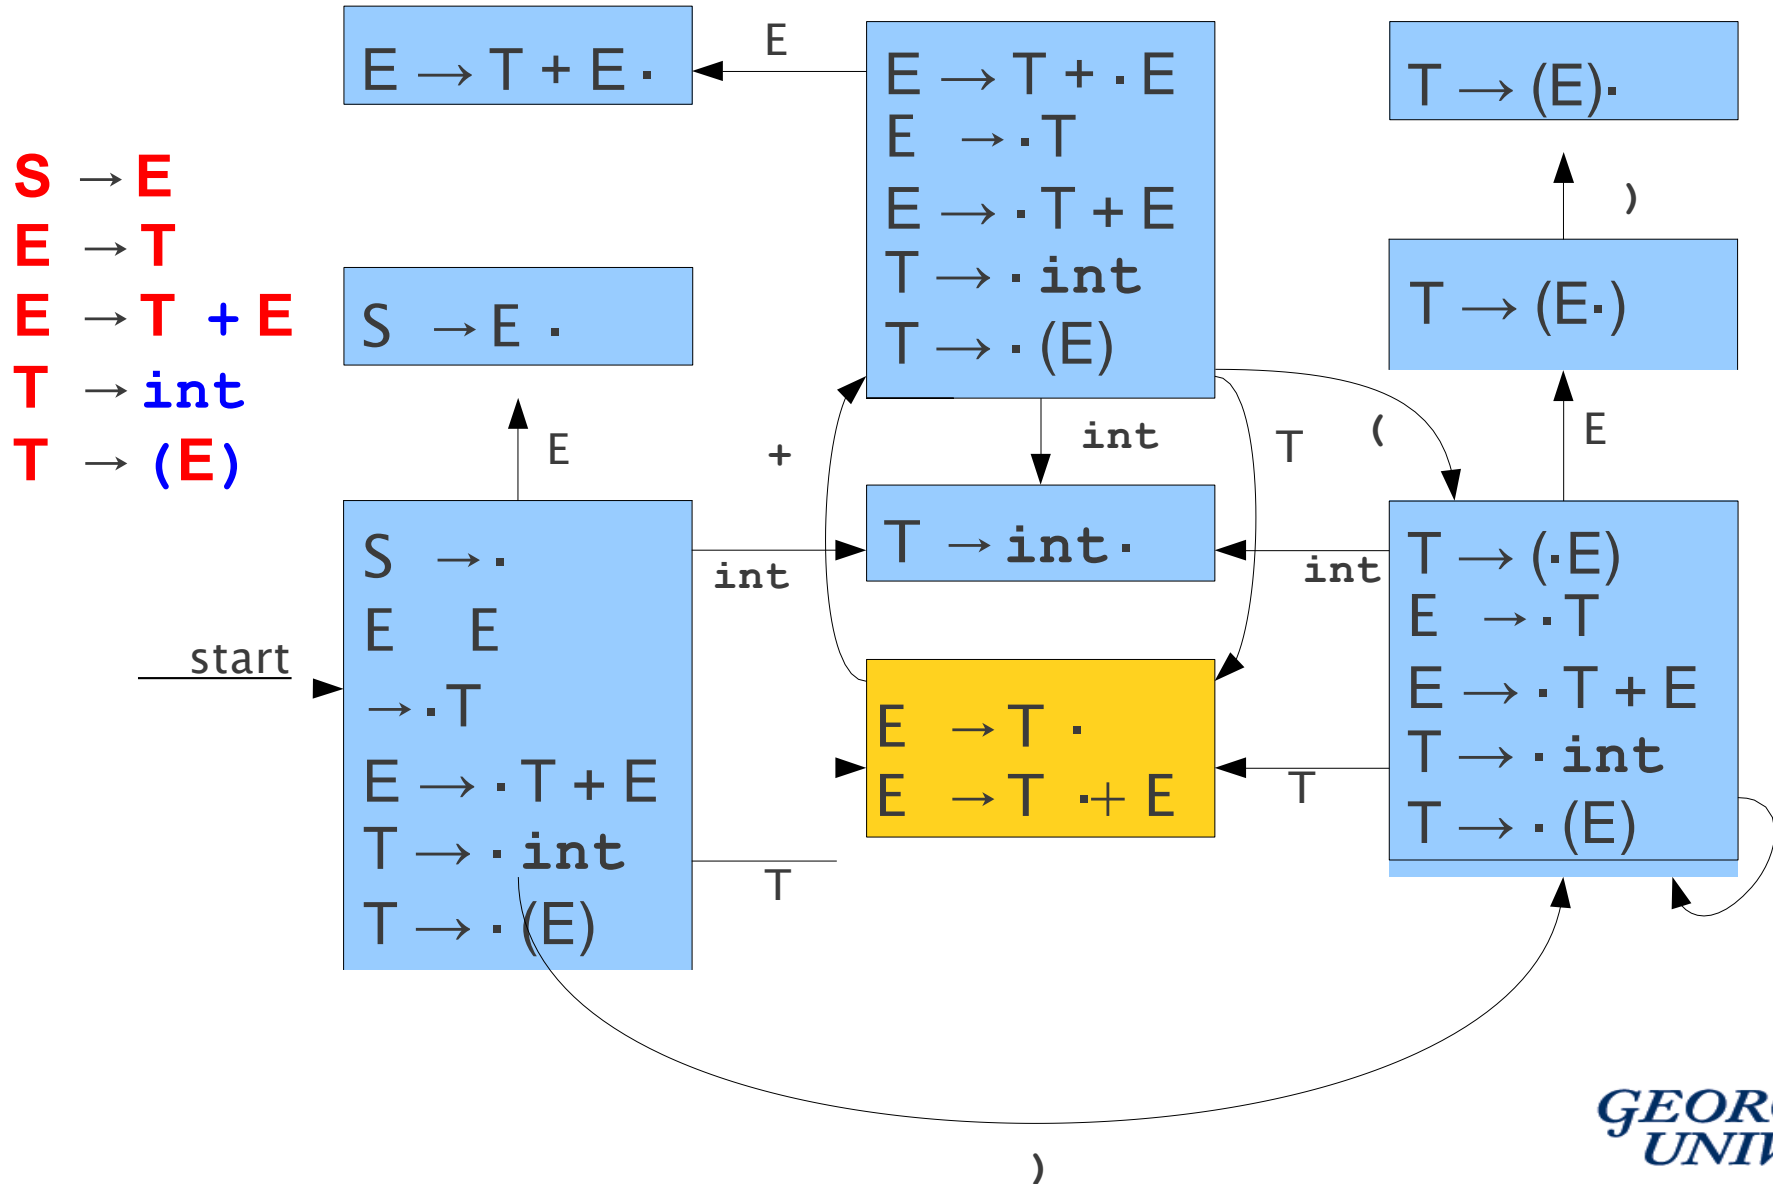 S → E
E → T
E → T + E
T → int
T → (E)
E → T + E ·
E
E → T + · E
E → · T
E → · T + E
T → · int
T → · (E)
T → (E)·
)
T → (E·)
S → E ·
E
+
int
T
(
E
start
S → ·
E E
→ · T
E → · T + E
T → · int
T → · (E)
int
T → int ·
int
T → (·E)
E → · T
E → · T + E
T → · int
T → · (E)
E → T ·
E → T ·+ E
T
T
)